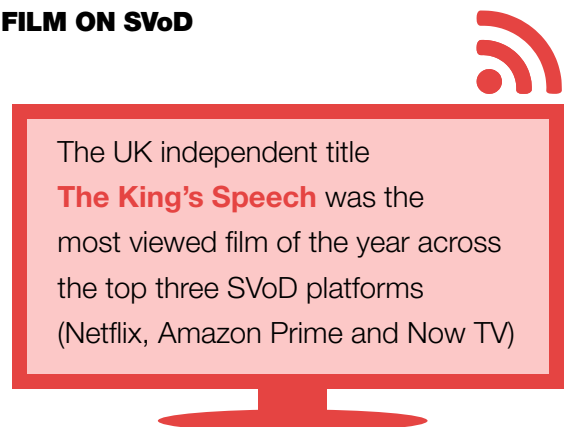 FILM ON SVoD
The UK independent title
The King's Speech was the
most viewed film of the year across
the top three SVoD platforms
(Netflix, Amazon Prime and Now TV)